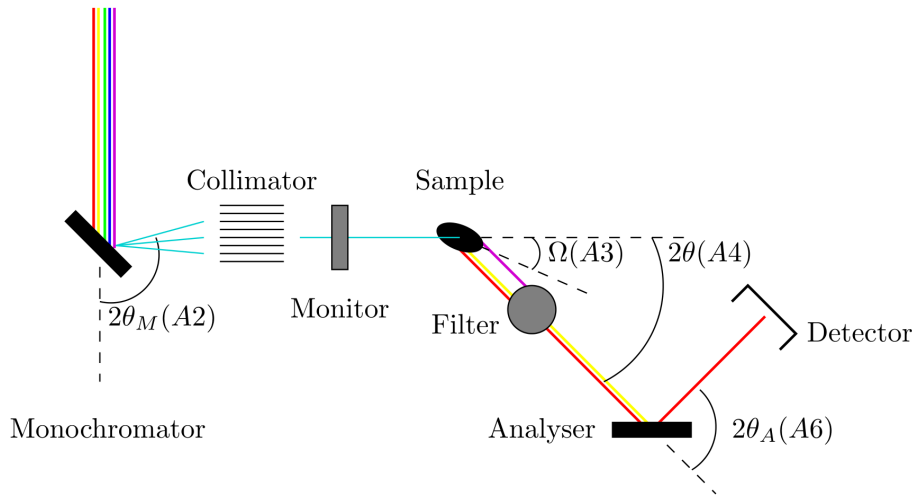 Collimator
Sample
Ω(A3)
2θ(A4)
2θ_M(A2)
Monitor
Filter
Detector
Monochromator
Analyser
2θ_A(A6)